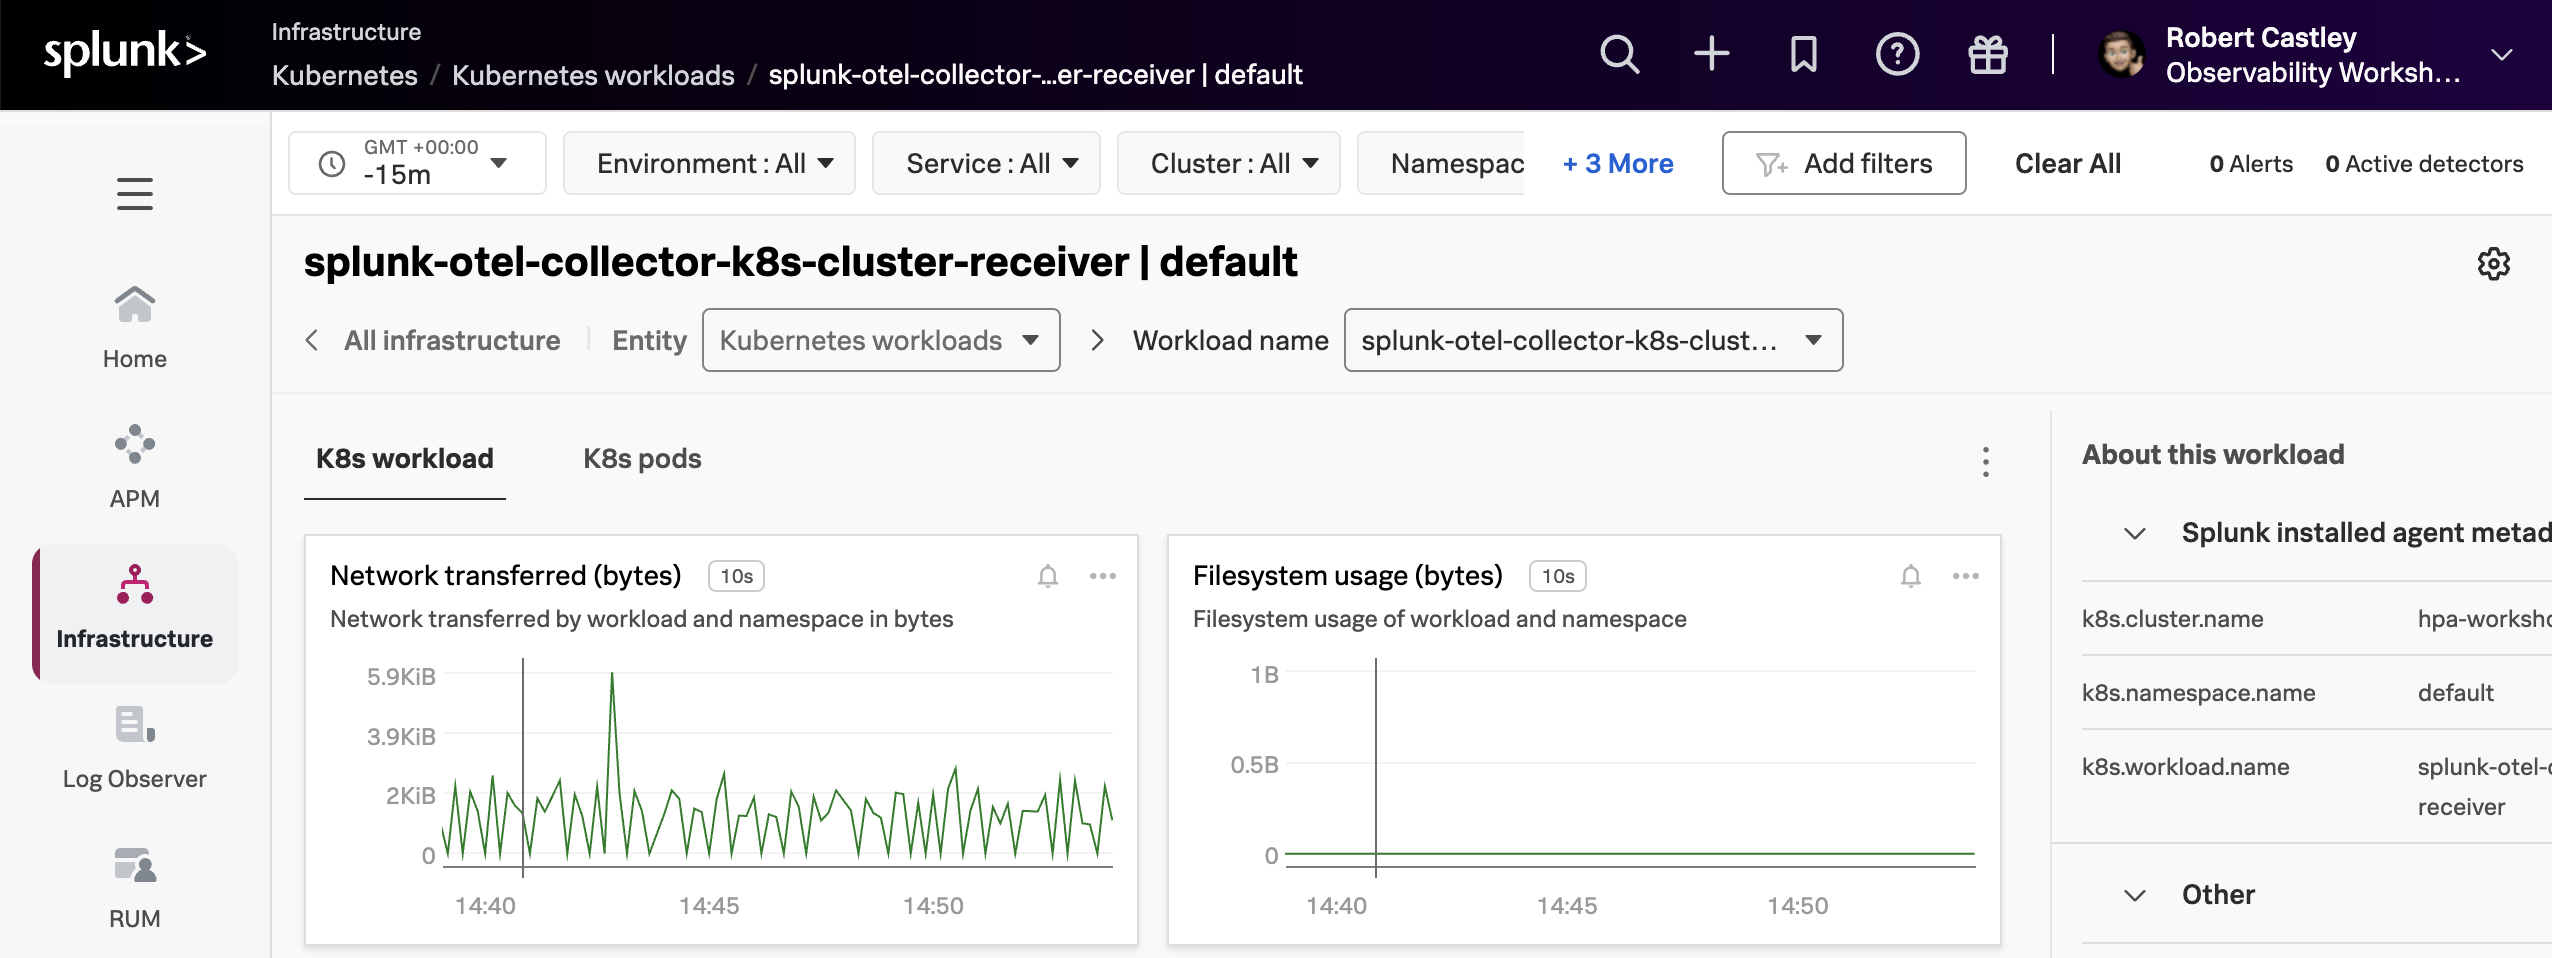 splunk>
Infrastructure
Kubernetes / Kubernetes workloads / splunk-otel-collector-...er-receiver | default
Robert Castley
Observability Worksh...
GMT +00:00
-15m
Environment : All
Service : All
Cluster : All
Namespac
+ 3 More
Add filters
Clear All
0 Alerts
0 Active detectors
Home
APM
Infrastructure
Log Observer
RUM
splunk-otel-collector-k8s-cluster-receiver | default
All infrastructure
Entity
Kubernetes workloads
Workload name
splunk-otel-collector-k8s-clust...
K8s workload
K8s pods
Network transferred (bytes) 10s
Network transferred by workload and namespace in bytes
5.9KiB
3.9KiB
2KiB
0
14:40 14:45 14:50
Filesystem usage (bytes) 10s
Filesystem usage of workload and namespace
1B
0.5B
0
14:40 14:45 14:50
About this workload
Splunk installed agent metad
k8s.cluster.name hpa-worksho
k8s.namespace.name default
k8s.workload.name splunk-otel-c
receiver
Other